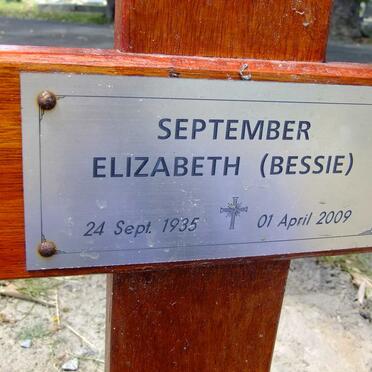 SEPTEMBER
ELIZABETH (BESSIE)
24 Sept. 1935 01 April 2009